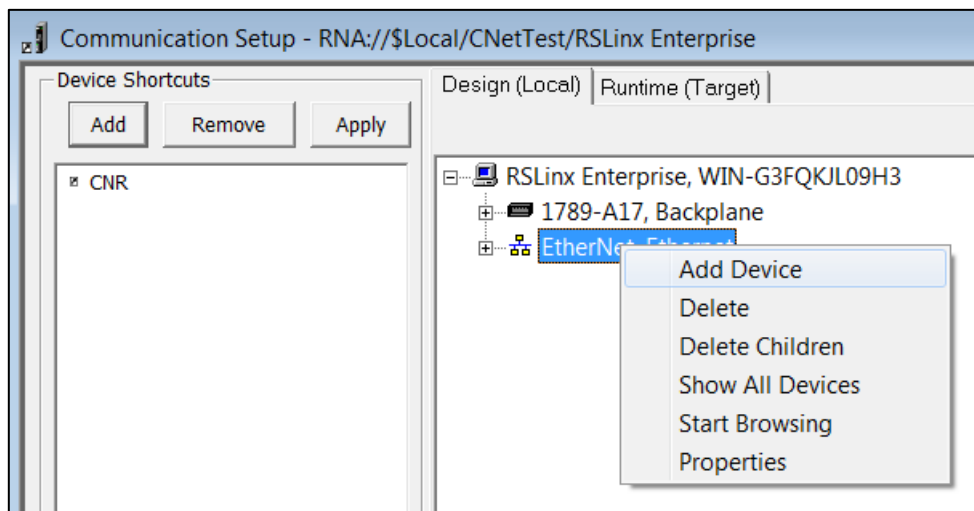 Communication Setup - RNA://$Local/CNetTest/RSLinx Enterprise
Device Shortcuts
Add Remove Apply
CNR
Design (Local) Runtime (Target)
RSLinx Enterprise, WIN-G3FQKJL09H3
1789-A17, Backplane
EtherNet, Ethernet
Add Device
Delete
Delete Children
Show All Devices
Start Browsing
Properties